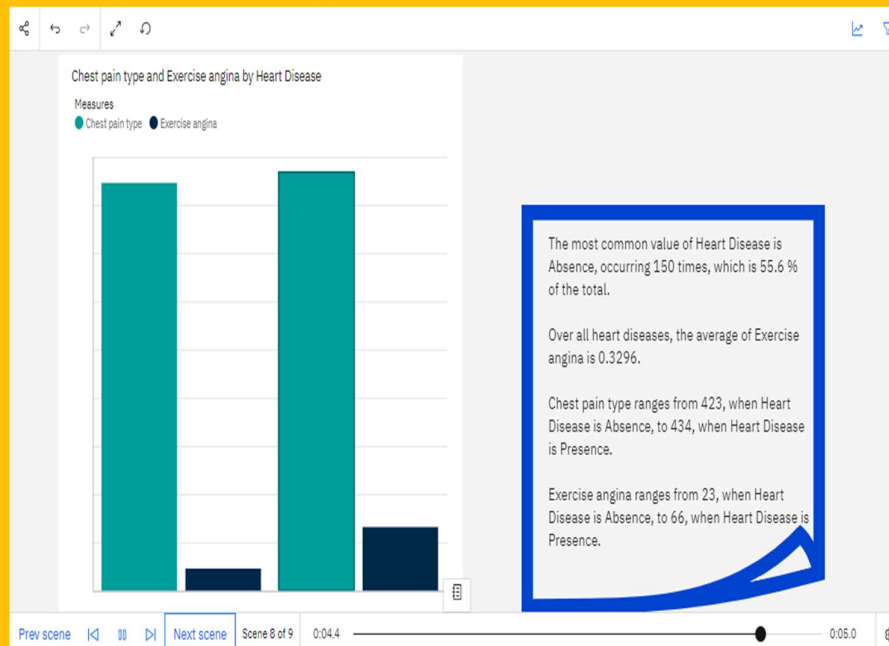 Chest pain type and Exercise angina by Heart Disease
Measures
Chest pain type Exercise angina
The most common value of Heart Disease is
Absence, occurring 150 times, which is 55.6 %
of the total.
Over all heart diseases, the average of Exercise
angina is 0.3296.
Chest pain type ranges from 423, when Heart
Disease is Absence, to 434, when Heart Disease
is Presence.
Exercise angina ranges from 23, when Heart
Disease is Absence, to 66, when Heart Disease is
Presence.
Prev scene Next scene Scene 8 of 9 0:04.4 0:05.0